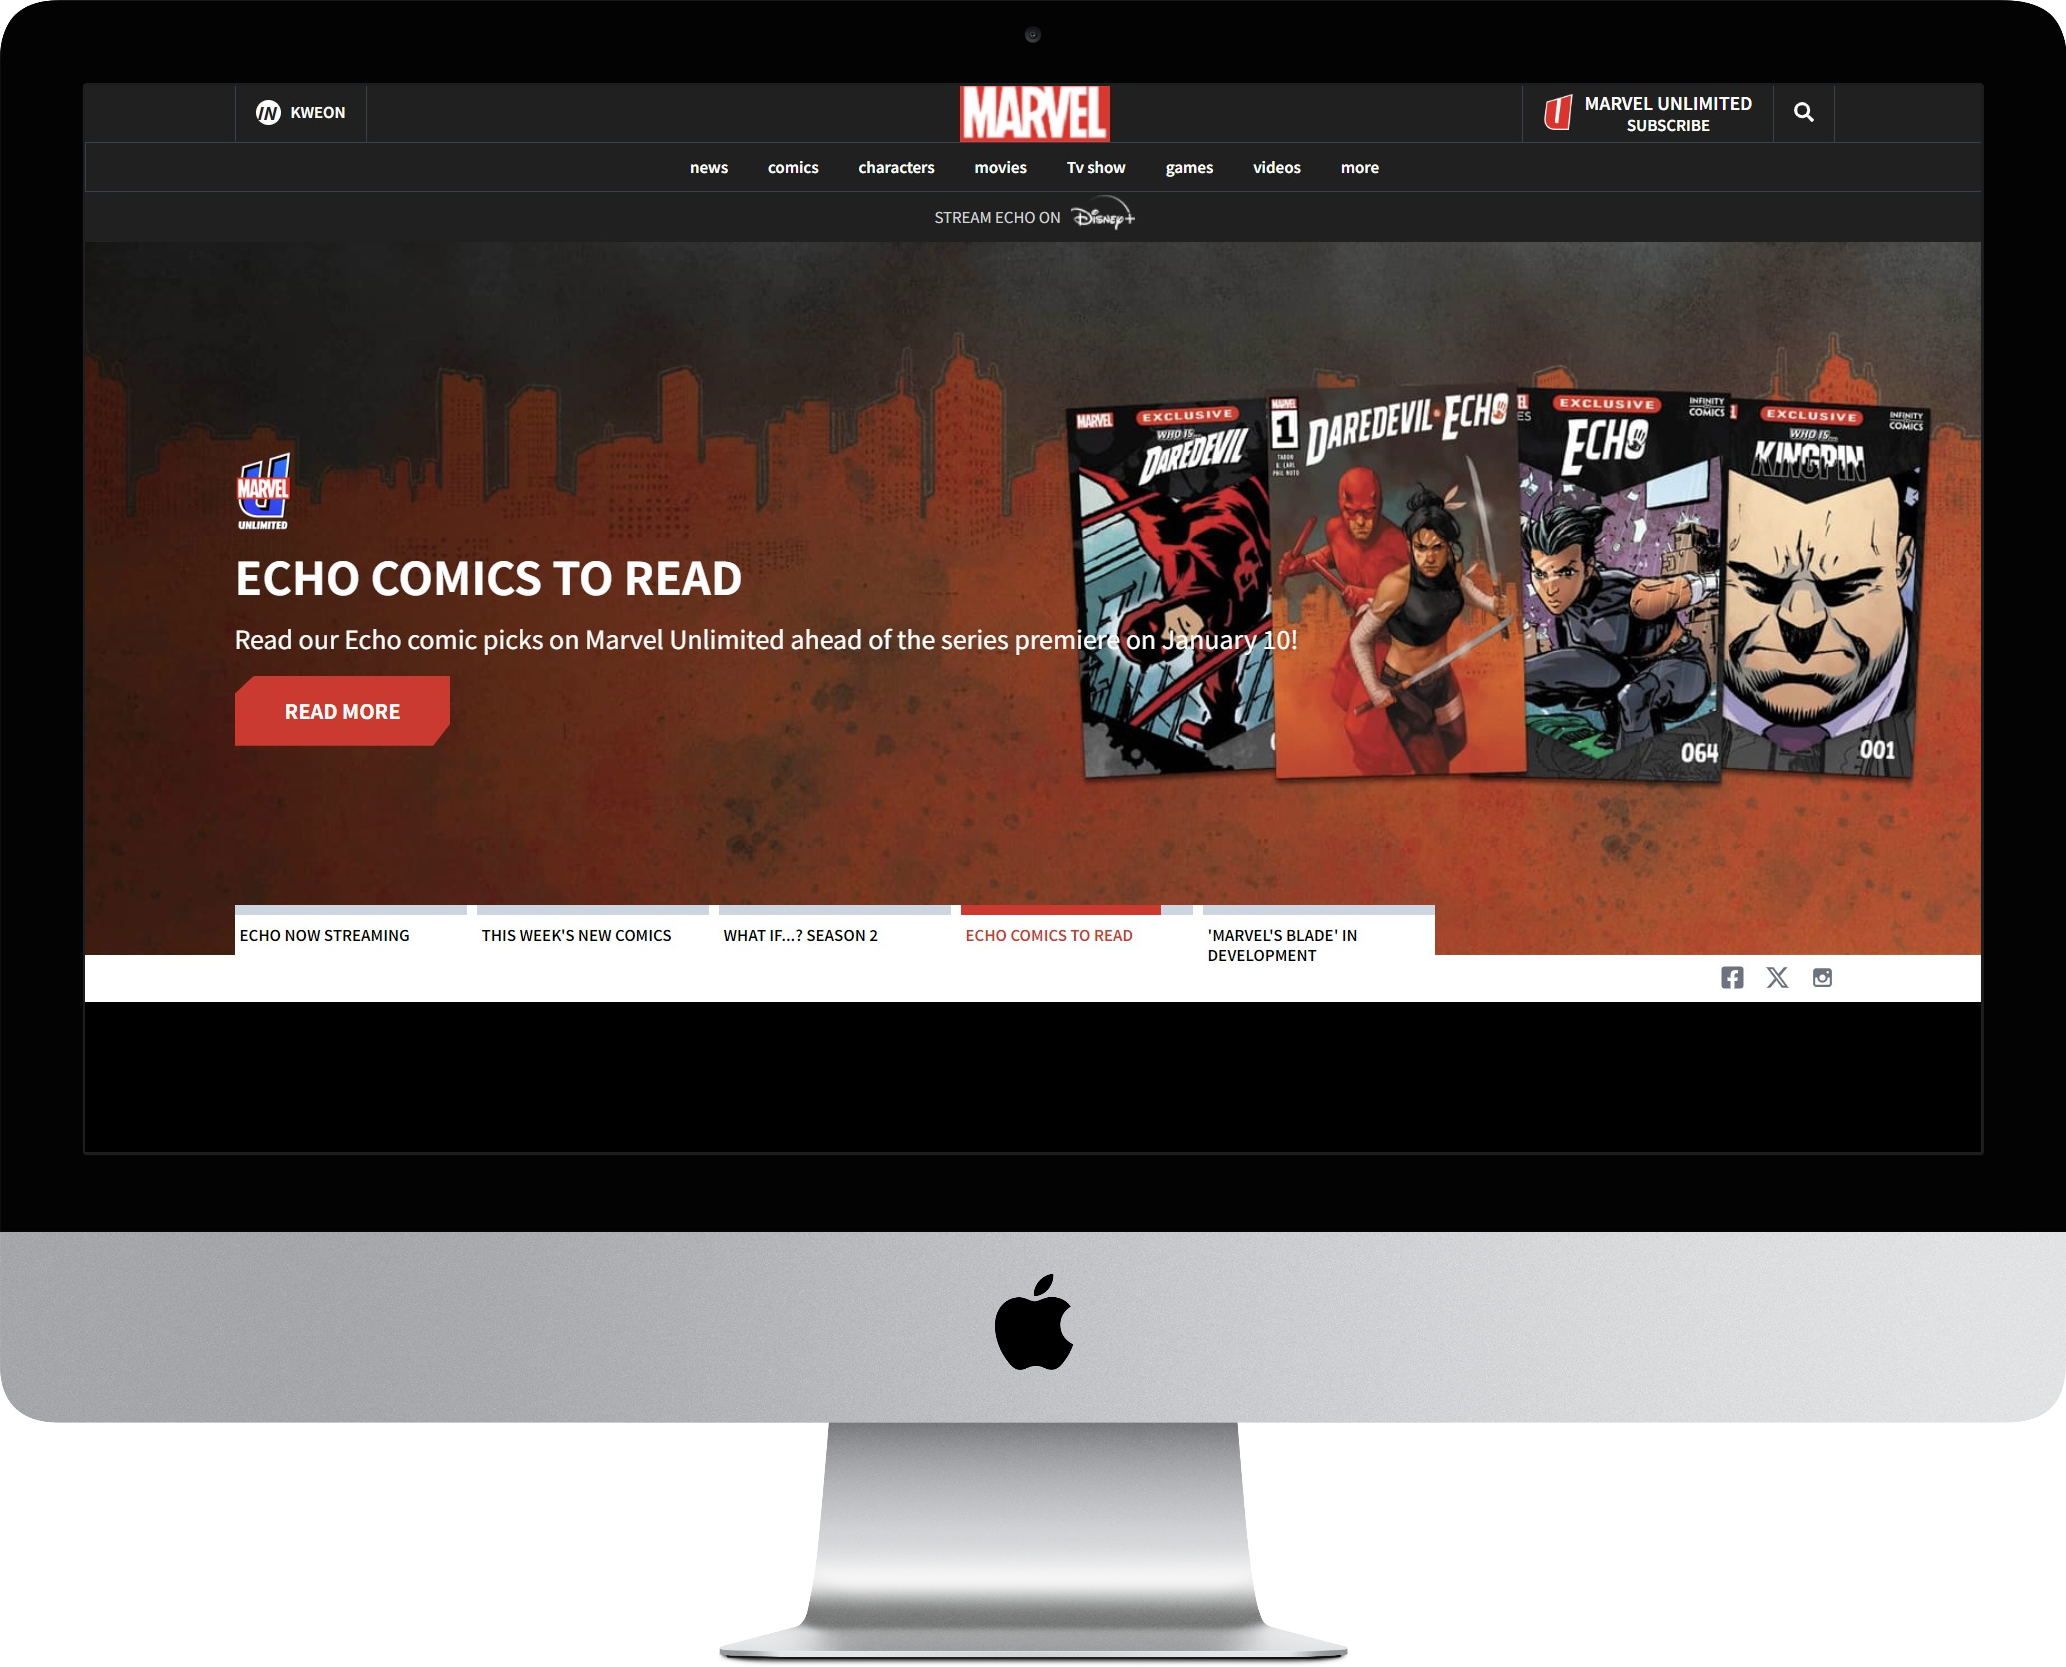 IN KWEON
MARVEL
MARVEL UNLIMITED
SUBSCRIBE
news comics characters movies Tv show games videos more
STREAM ECHO ON Disney+
MARVEL
UNLIMITED
ECHO COMICS TO READ
Read our Echo comic picks on Marvel Unlimited ahead of the series premiere on January 10!
READ MORE
MARVEL
EXCLUSIVE
WHO IS...
DAREDEVIL
MARVEL
1
DAREDEVIL ECHO
PHIL NOTO
EXCLUSIVE
INFINITY
COMICS
ECHO
064
EXCLUSIVE
INFINITY
COMICS
WHO IS...
KINGPIN
001
ECHO NOW STREAMING
THIS WEEK'S NEW COMICS
WHAT IF...? SEASON 2
ECHO COMICS TO READ
'MARVEL'S BLADE' IN
DEVELOPMENT